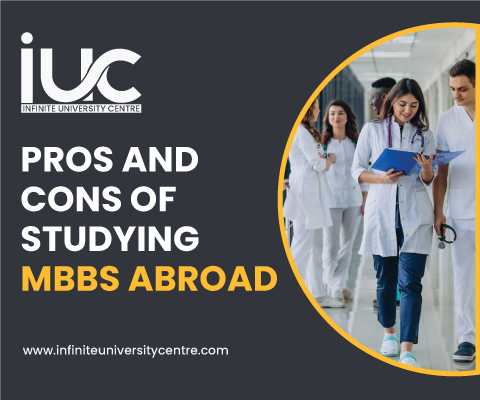 iuc
INFINITE UNIVERSITY CENTRE
PROS AND
CONS OF
STUDYING
MBBS ABROAD
www.infiniteuniversitycentre.com